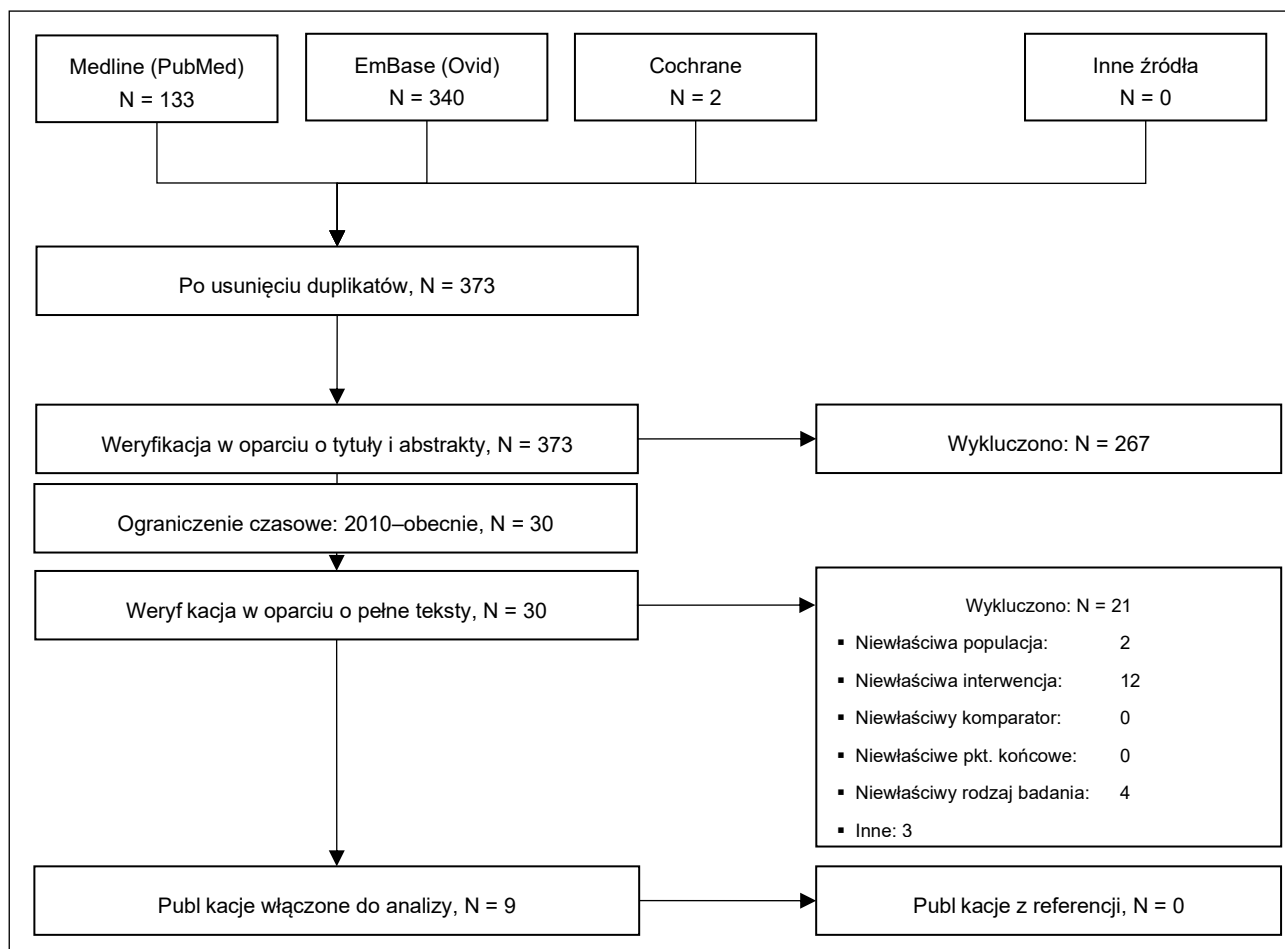 Medline (PubMed)
N = 133
EmBase (Ovid)
N = 340
Cochrane
N = 2
Inne źródła
N = 0
Po usunięciu duplikatów, N = 373
Weryfikacja w oparciu o tytuły i abstrakty, N = 373
Wykluczono: N = 267
Ograniczenie czasowe: 2010–obecnie, N = 30
Weryf kacja w oparciu o pełne teksty, N = 30
Wykluczono: N = 21
▪ Niewłaściwa populacja: 2
▪ Niewłaściwa interwencja: 12
▪ Niewłaściwy komparator: 0
▪ Niewłaściwe pkt. końcowe: 0
▪ Niewłaściwy rodzaj badania: 4
▪ Inne: 3
Publ kacje włączone do analizy, N = 9
Publ kacje z referencji, N = 0